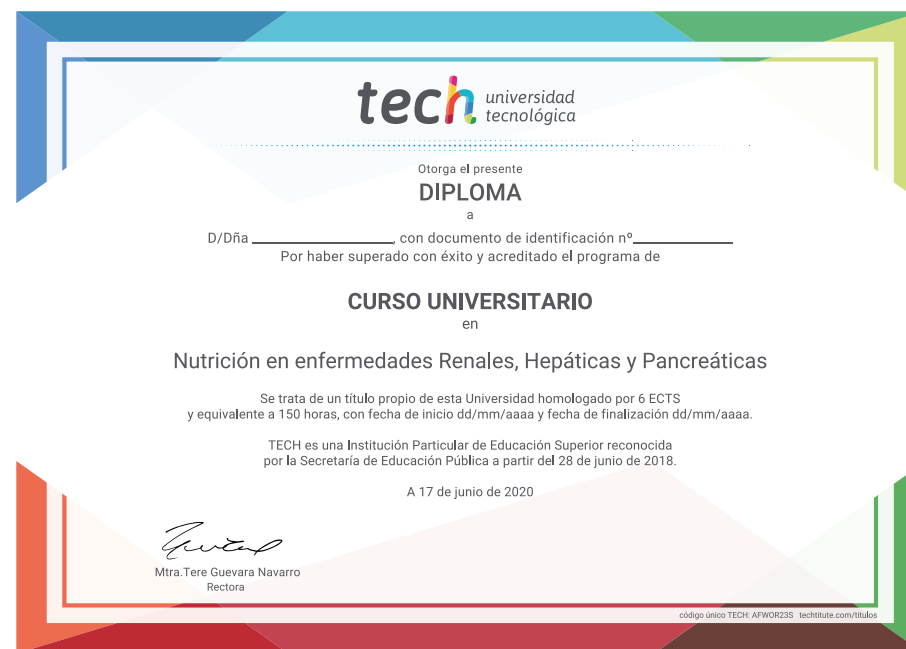 tech universidad
tecnológica
Otorga el presente
DIPLOMA
a
D/Dña ____________________, con documento de identificación nº______________
Por haber superado con éxito y acreditado el programa de
CURSO UNIVERSITARIO
en
Nutrición en enfermedades Renales, Hepáticas y Pancreáticas
Se trata de un título propio de esta Universidad homologado por 6 ECTS
y equivalente a 150 horas, con fecha de inicio dd/mm/aaaa y fecha de finalización dd/mm/aaaa.
TECH es una Institución Particular de Educación Superior reconocida
por la Secretaría de Educación Pública a partir del 28 de junio de 2018.
A 17 de junio de 2020
Mtra.Tere Guevara Navarro
Rectora
código único TECH: AFWOR23S techtitute.com/titulos